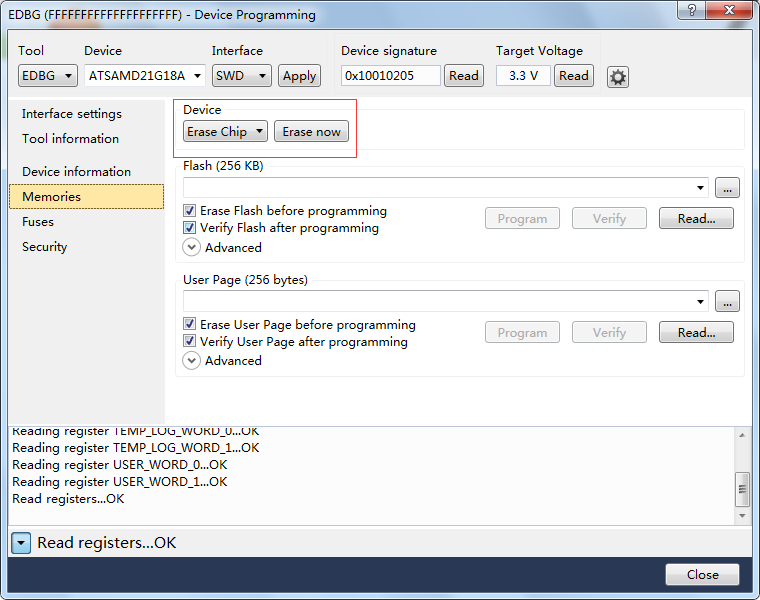 EDBG (FFFFFFFFFFFFFFFFFFFF) - Device Programming
Tool Device Interface Device signature Target Voltage
EDBG ATSAMD21G18A SWD Apply 0x10010205 Read 3.3 V Read
Interface settings
Tool information
Device information
Memories
Fuses
Security
Device
Erase Chip Erase now
Flash (256 KB)
...
Erase Flash before programming
Verify Flash after programming
Advanced
Program Verify Read...
User Page (256 bytes)
...
Erase User Page before programming
Verify User Page after programming
Advanced
Program Verify Read...
Reading register TEMP_LOG_WORD_0...OK
Reading register TEMP_LOG_WORD_1...OK
Reading register USER_WORD_0...OK
Reading register USER_WORD_1...OK
Read registers...OK
Read registers...OK
Close